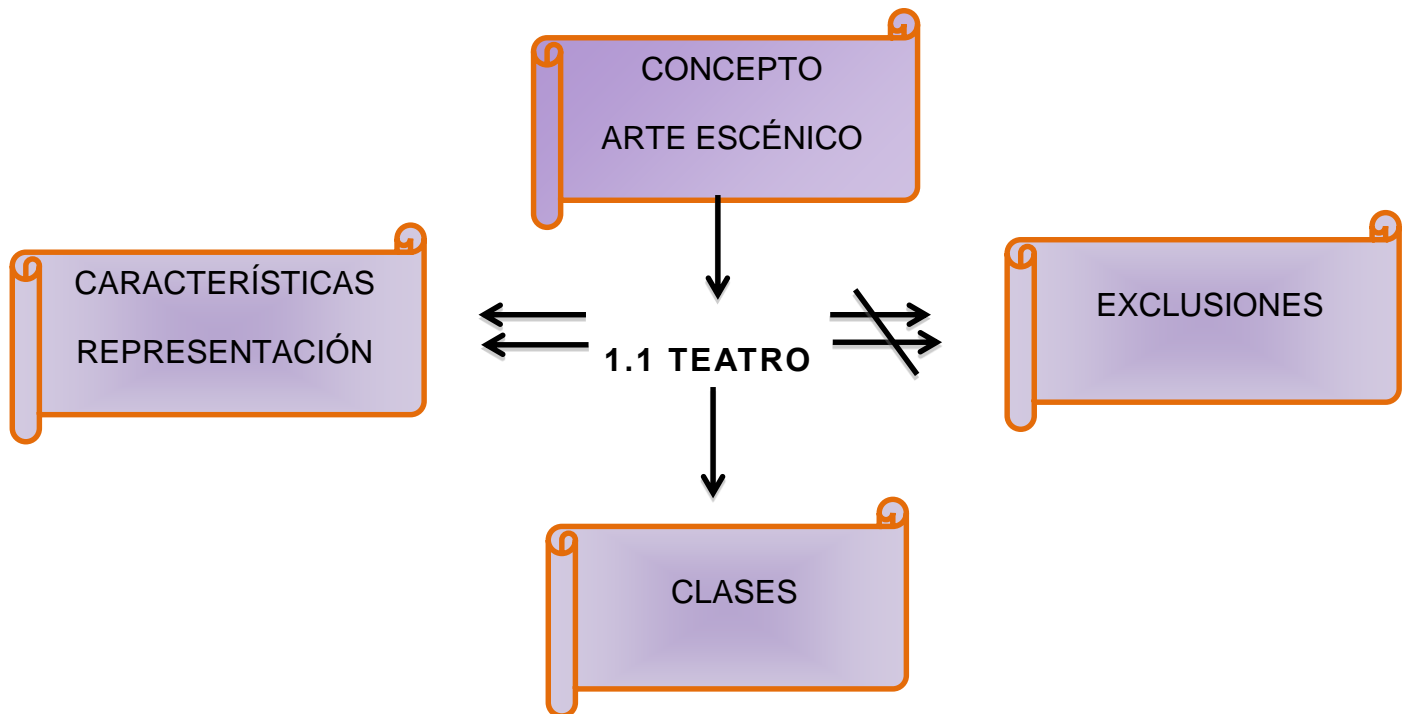 CONCEPTO
ARTE ESCÉNICO
CARACTERÍSTICAS
REPRESENTACIÓN
1.1 TEATRO
EXCLUSIONES
CLASES